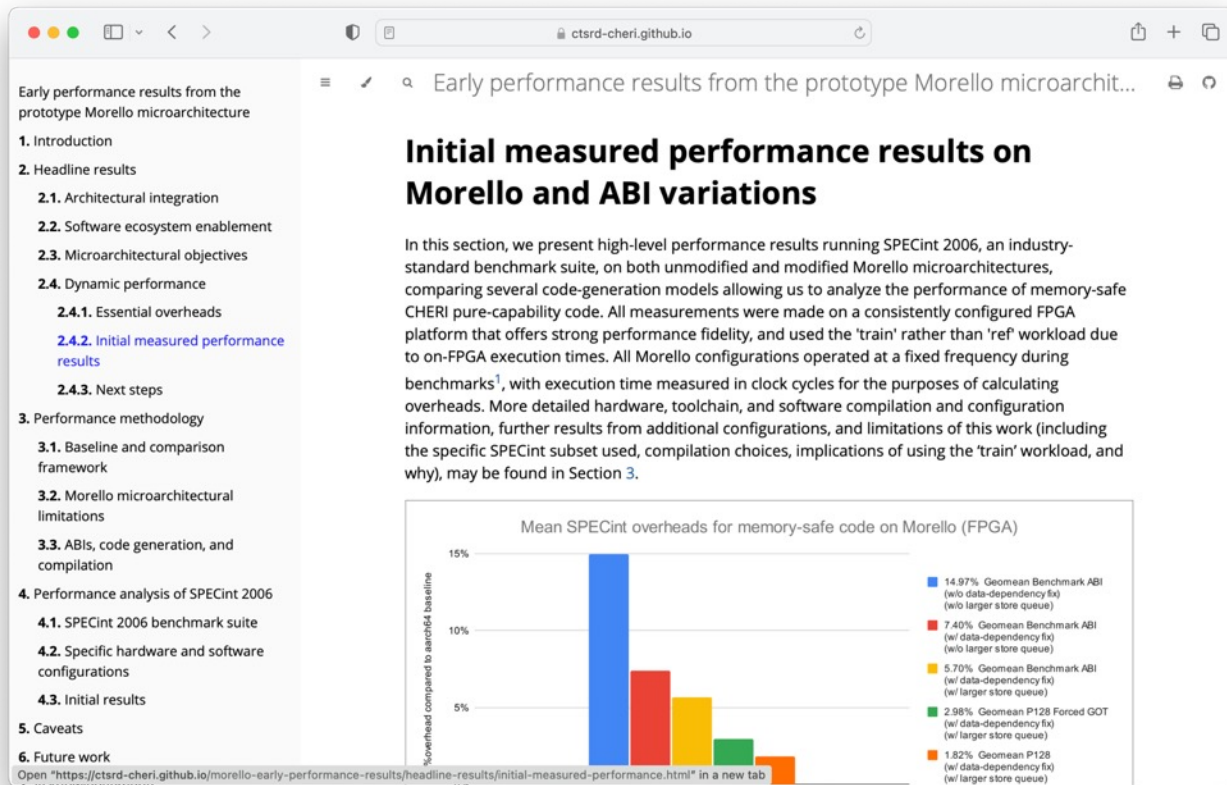 ctsrd-cheri.github.io
Early performance results from the
prototype Morello microarchitecture
1. Introduction
2. Headline results
2.1. Architectural integration
2.2. Software ecosystem enablement
2.3. Microarchitectural objectives
2.4. Dynamic performance
2.4.1. Essential overheads
2.4.2. Initial measured performance
results
2.4.3. Next steps
3. Performance methodology
3.1. Baseline and comparison
framework
3.2. Morello microarchitectural
limitations
3.3. ABIs, code generation, and
compilation
4. Performance analysis of SPECint 2006
4.1. SPECint 2006 benchmark suite
4.2. Specific hardware and software
configurations
4.3. Initial results
5. Caveats
6. Future work
Open "https://ctsrd-cheri.github.io/morello-early-performance-results/headline-results/initial-measured-performance.html" in a new tab
Early performance results from the prototype Morello microarchit...
Initial measured performance results on
Morello and ABI variations
In this section, we present high-level performance results running SPECint 2006, an industry-
standard benchmark suite, on both unmodified and modified Morello microarchitectures,
comparing several code-generation models allowing us to analyze the performance of memory-safe
CHERI pure-capability code. All measurements were made on a consistently configured FPGA
platform that offers strong performance fidelity, and used the 'train' rather than 'ref' workload due
to on-FPGA execution times. All Morello configurations operated at a fixed frequency during
benchmarks1, with execution time measured in clock cycles for the purposes of calculating
overheads. More detailed hardware, toolchain, and software compilation and configuration
information, further results from additional configurations, and limitations of this work (including
the specific SPECint subset used, compilation choices, implications of using the 'train' workload, and
why), may be found in Section 3.
Mean SPECint overheads for memory-safe code on Morello (FPGA)
%overhead compared to aarch64 baseline
15%
10%
5%
14.97% Geomean Benchmark ABI
(w/o data-dependency fix)
(w/o larger store queue)
7.40% Geomean Benchmark ABI
(w/ data-dependency fix)
(w/o larger store queue)
5.70% Geomean Benchmark ABI
(w/ data-dependency fix)
(w/ larger store queue)
2.98% Geomean P128 Forced GOT
(w/ data-dependency fix)
(w/ larger store queue)
1.82% Geomean P128
(w/ data-dependency fix)
(w/ larger store queue)